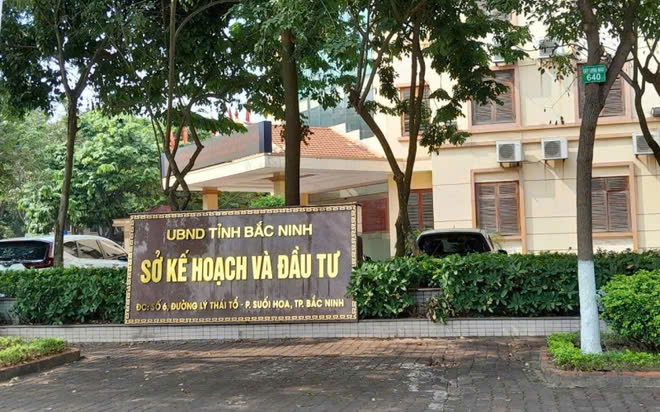 UBND TỈNH BẮC NINH
SỞ KẾ HOẠCH VÀ ĐẦU TƯ
ĐC: SỐ 6, ĐƯỜNG LÝ THÁI TỔ - P. SUỐI HOA, TP. BẮC NINH
640